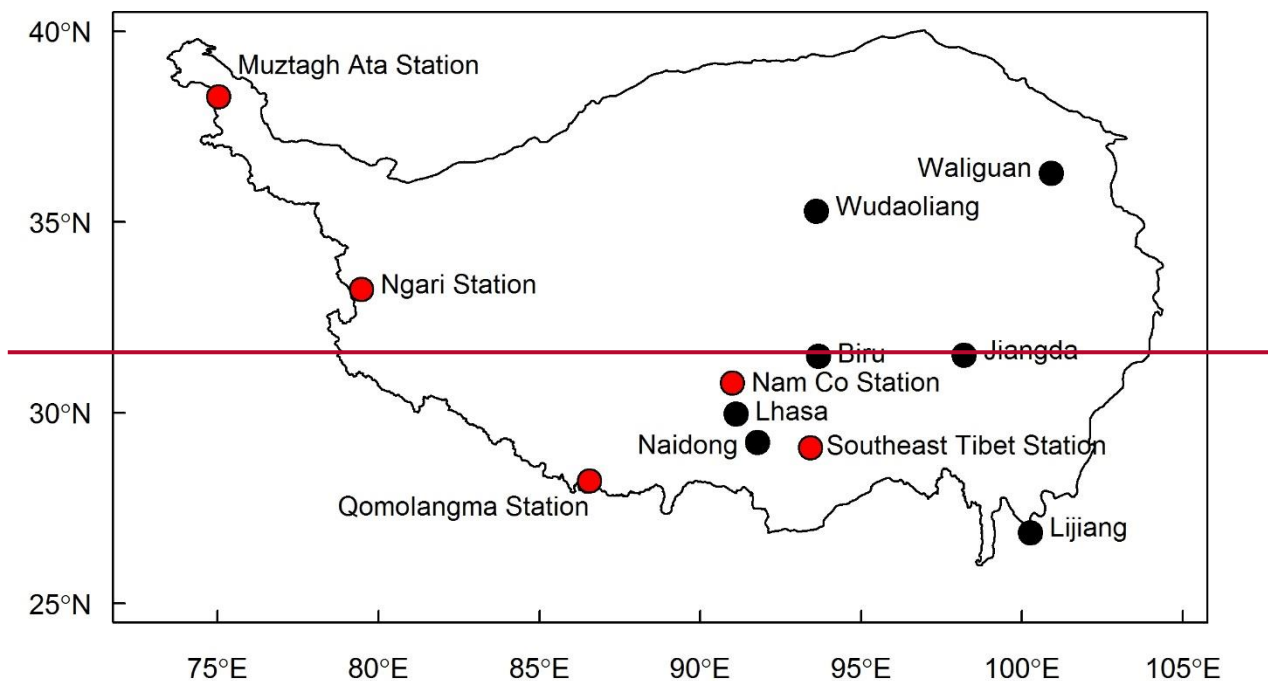 40°N
Muztagh Ata Station
Waliguan
Wudaoliang
35°N
Ngari Station
Biru
Jiangda
Nam Co Station
30°N
Lhasa
Naidong
Southeast Tibet Station
Qomolangma Station
Lijiang
25°N
75°E 80°E 85°E 90°E 95°E 100°E 105°E